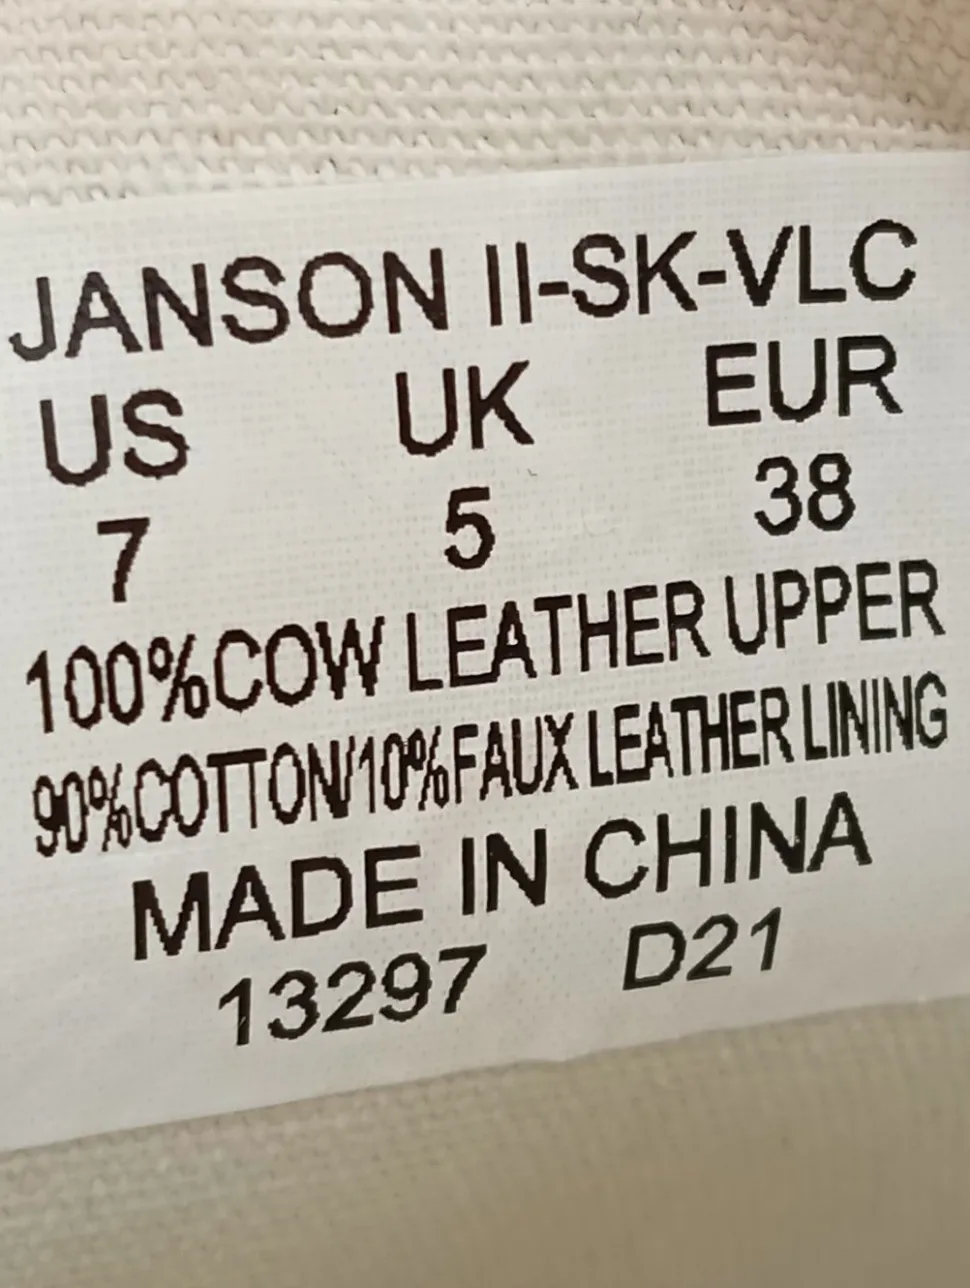 JANSON II-SK-VLC
US UK EUR
7 5 38
100%COW LEATHER UPPER
90%COTTON/10%FAUX LEATHER LINING
MADE IN CHINA
13297 D21